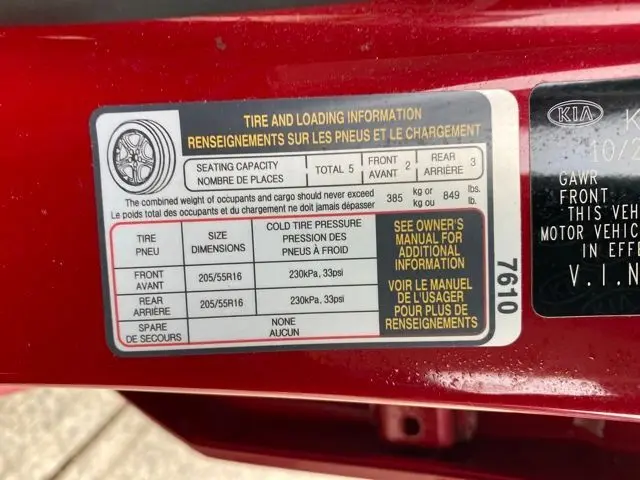 TIRE AND LOADING INFORMATION
RENSEIGNEMENTS SUR LES PNEUS ET LE CHARGEMENT
SEATING CAPACITY
NOMBRE DE PLACES
TOTAL 5
FRONT
AVANT
2
REAR
ARRIÈRE
3
The combined weight of occupants and cargo should never exceed
Le poids total des occupants et du chargement ne doit jamais dépasser
385
kg or
kg ou
849
lbs.
lb.
TIRE
PNEU
SIZE
DIMENSIONS
COLD TIRE PRESSURE
PRESSION DES
PNEUS À FROID
FRONT
AVANT
205/55R16
230kPa, 33psi
REAR
ARRIÈRE
205/55R16
230kPa, 33psi
SPARE
DE SECOURS
NONE
AUCUN
SEE OWNER'S
MANUAL FOR
ADDITIONAL
INFORMATION
VOIR LE MANUEL
DE L'USAGER
POUR PLUS DE
RENSEIGNEMENTS
7610
KIA
K
10/2
GAWR
FRONT
THIS VEH
MOTOR VEHIC
IN EFFE
V.I.N